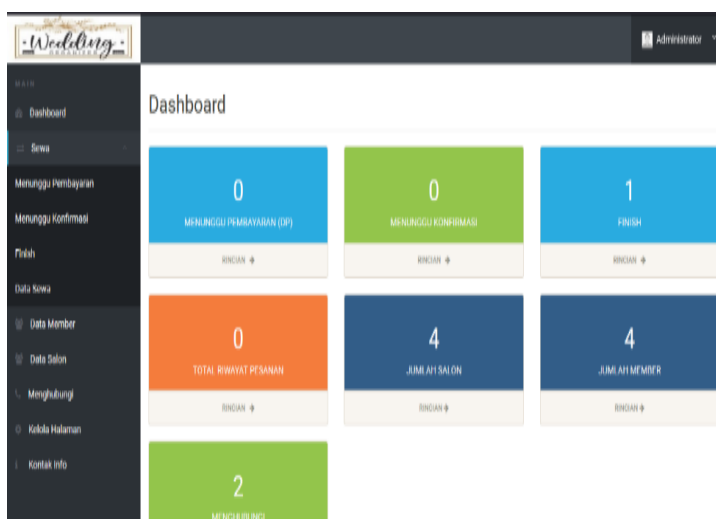 Wedding
ORGANIZER
Administrator
MAIN
Dashboard
Sewa
Menunggu Pembayaran
Menunggu Konfirmasi
Finish
Data Sewa
Data Member
Data Salon
Menghubungi
Kelola Halaman
Kontak Info
Dashboard
0
MENUNGGU PEMBAYARAN (DP)
RINCIAN
0
MENUNGGU KONFIRMASI
RINCIAN
1
FINISH
RINCIAN
0
TOTAL RIWAYAT PESANAN
RINCIAN
4
JUMLAH SALON
RINCIAN
4
JUMLAH MEMBER
RINCIAN
2
MENGHUBUNGI